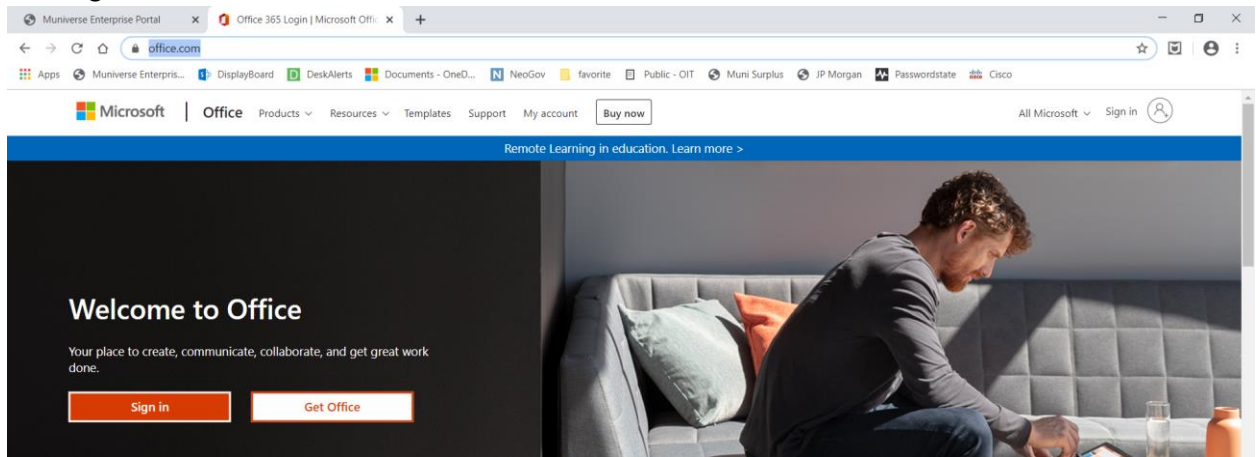 Muniverse Enterprise Portal Office 365 Login | Microsoft Offic
office.com
Apps Muniverse Enterpris... DisplayBoard DeskAlerts Documents - OneD... NeoGov favorite Public - OIT Muni Surplus JP Morgan Passwordstate Cisco
Microsoft Office Products Resources Templates Support My account Buy now All Microsoft Sign in
Remote Learning in education. Learn more >
Welcome to Office
Your place to create, communicate, collaborate, and get great work
done.
Sign in Get Office